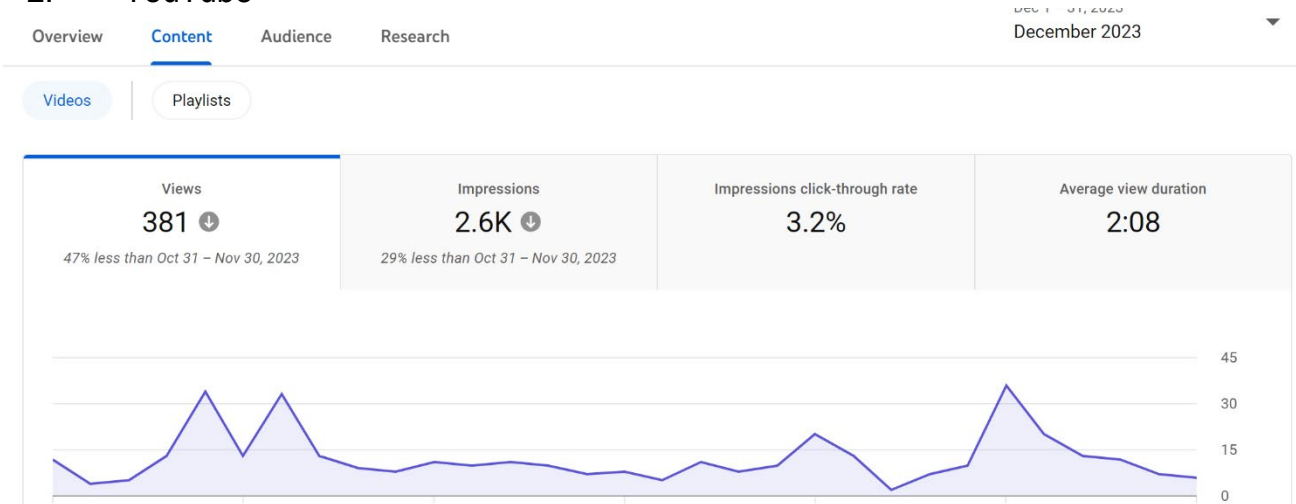 Overview Content Audience Research
December 2023
Videos Playlists
Views Impressions Impressions click-through rate Average view duration
381 2.6K 3.2% 2:08
47% less than Oct 31 – Nov 30, 2023 29% less than Oct 31 – Nov 30, 2023
45
30
15
0